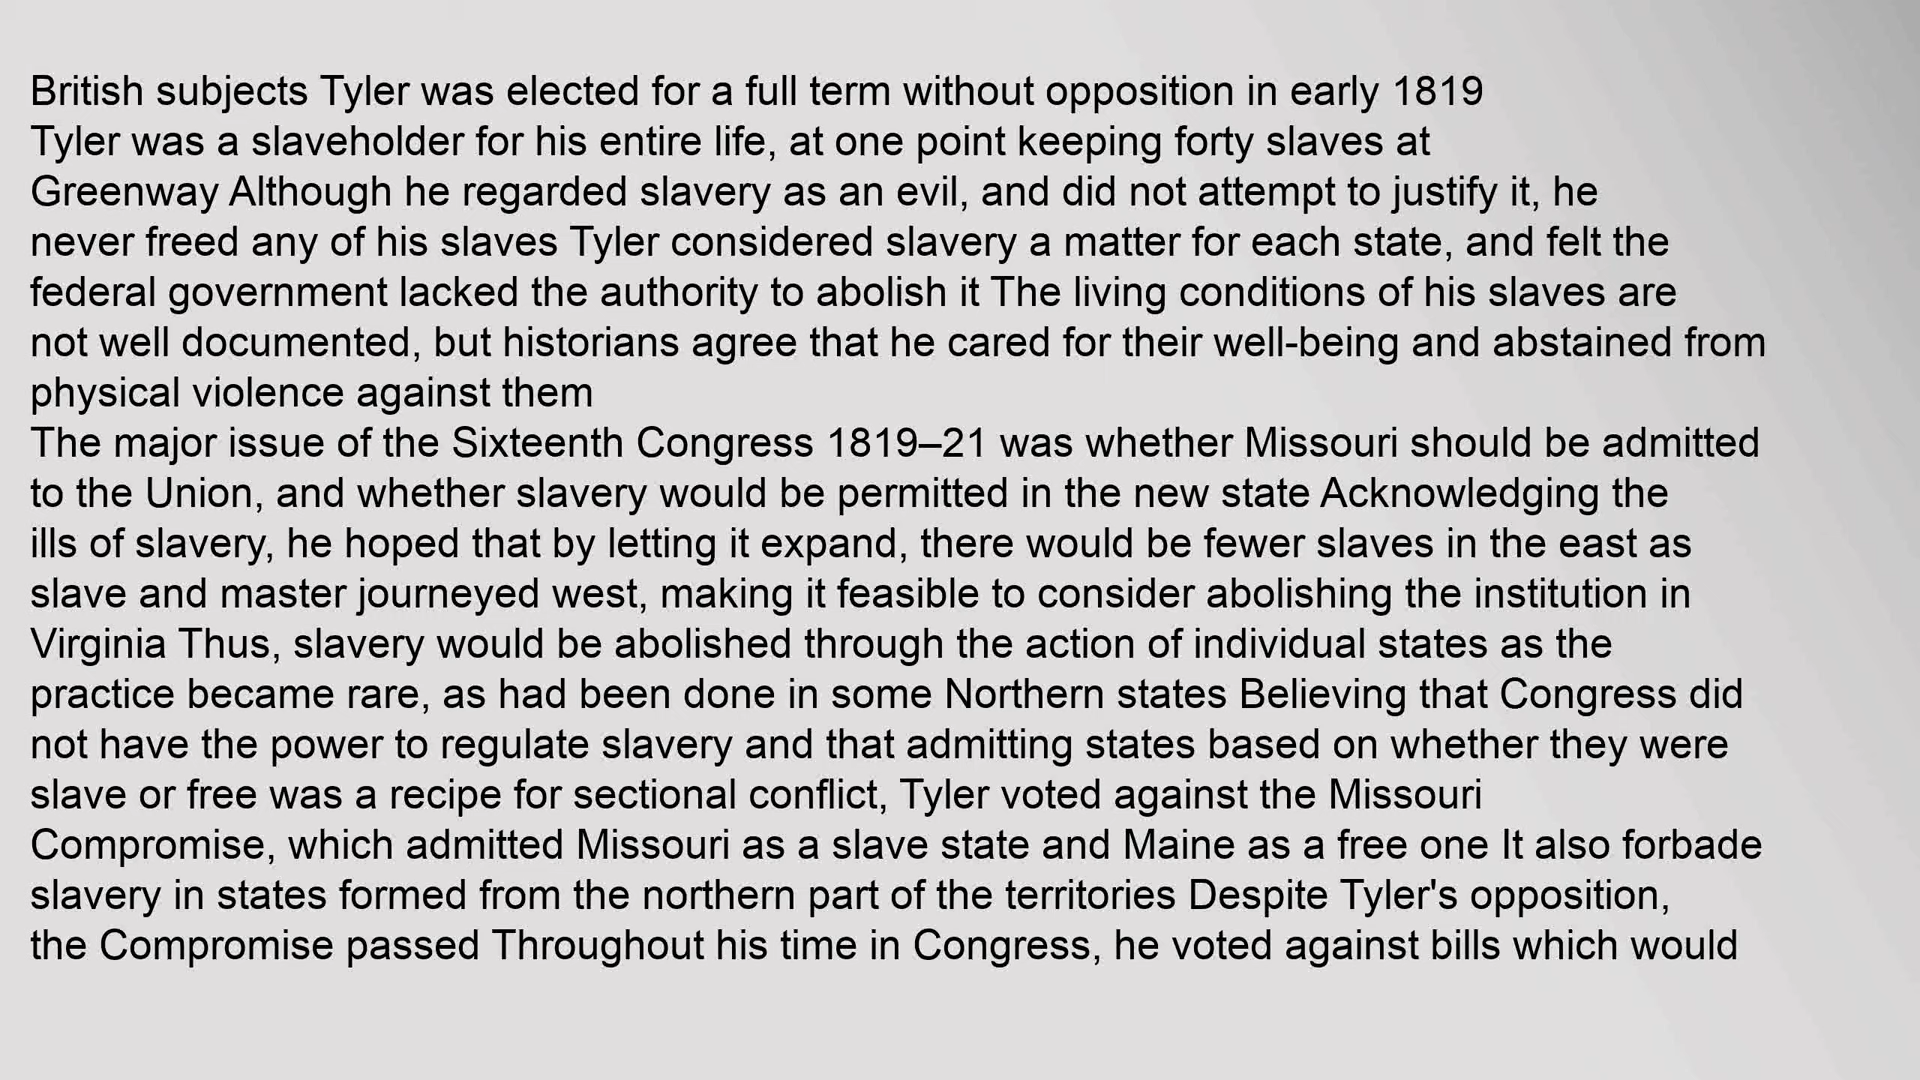 British subjects Tyler was elected for a full term without opposition in early 1819
Tyler was a slaveholder for his entire life, at one point keeping forty slaves at
Greenway Although he regarded slavery as an evil, and did not attempt to justify it, he
never freed any of his slaves Tyler considered slavery a matter for each state, and felt the
federal government lacked the authority to abolish it The living conditions of his slaves are
not well documented, but historians agree that he cared for their well-being and abstained from
physical violence against them
The major issue of the Sixteenth Congress 1819–21 was whether Missouri should be admitted
to the Union, and whether slavery would be permitted in the new state Acknowledging the
ills of slavery, he hoped that by letting it expand, there would be fewer slaves in the east as
slave and master journeyed west, making it feasible to consider abolishing the institution in
Virginia Thus, slavery would be abolished through the action of individual states as the
practice became rare, as had been done in some Northern states Believing that Congress did
not have the power to regulate slavery and that admitting states based on whether they were
slave or free was a recipe for sectional conflict, Tyler voted against the Missouri
Compromise, which admitted Missouri as a slave state and Maine as a free one It also forbade
slavery in states formed from the northern part of the territories Despite Tyler's opposition,
the Compromise passed Throughout his time in Congress, he voted against bills which would